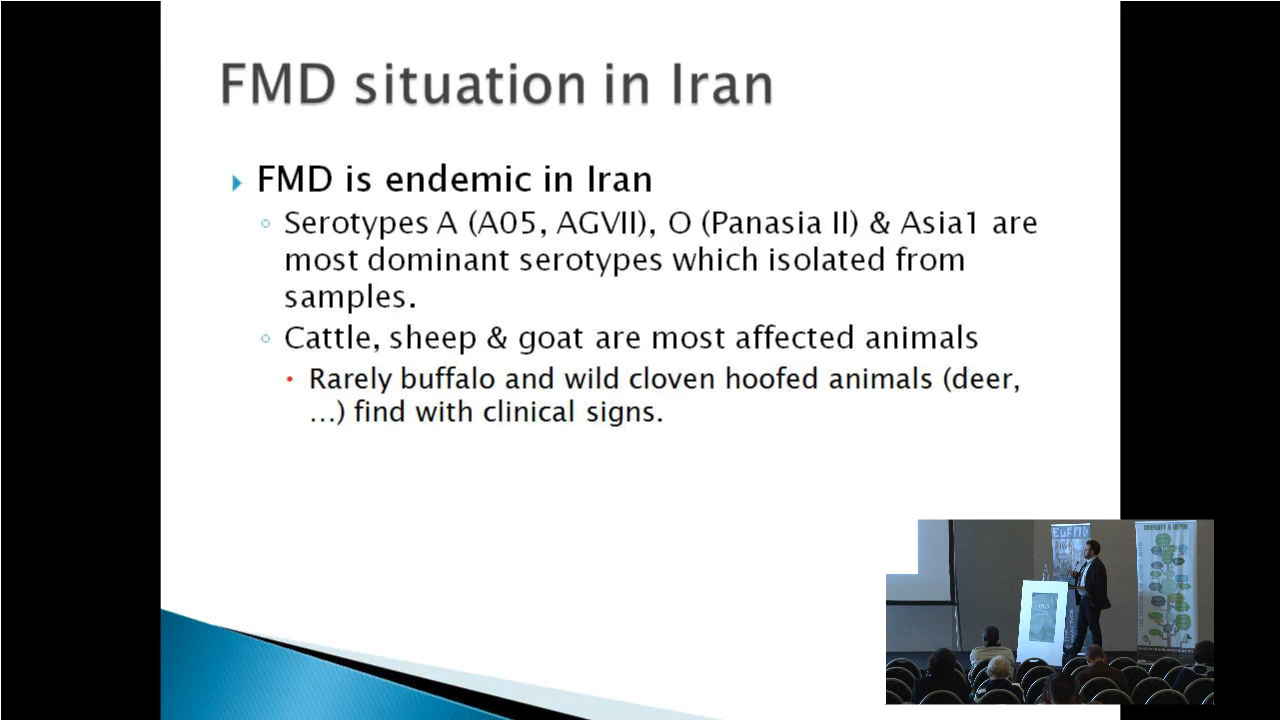 FMD situation in Iran
FMD is endemic in Iran
Serotypes A (A05, AGVII), O (Panasia II) & Asia1 are
most dominant serotypes which isolated from
samples.
Cattle, sheep & goat are most affected animals
Rarely buffalo and wild cloven hoofed animals (deer,
...) find with clinical signs.
EuFMD